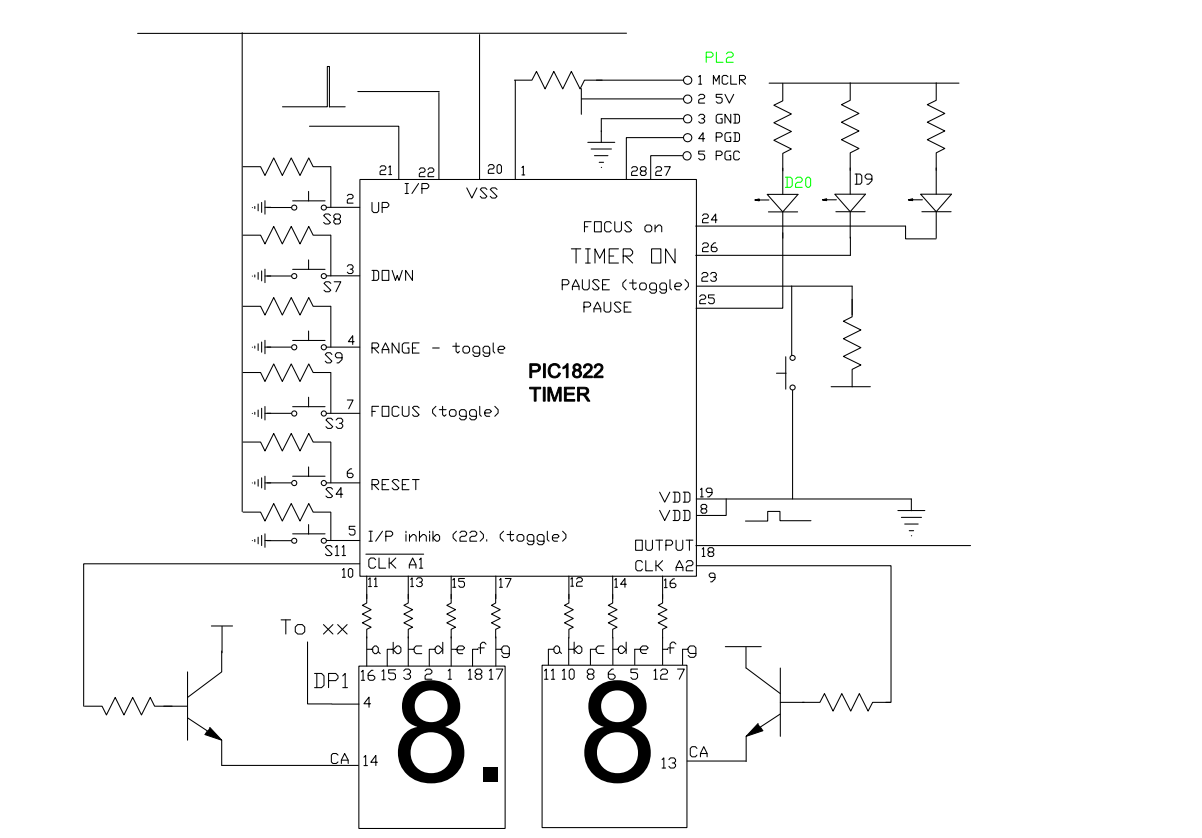 PL2
1 MCLR
2 5V
3 GND
4 PGD
5 PGC
21 22 20 1 28 27
I/P VSS
D20 D9
2 UP
S8
24 FOCUS on
26 TIMER ON
3 DOWN
S7
23 PAUSE (toggle)
25 PAUSE
4 RANGE - toggle
S9
PIC1822
TIMER
7 FOCUS (toggle)
S3
6 RESET
S4
VDD 19
VDD 8
5 I/P inhib (22). (toggle)
S11
OUTPUT 18
10 CLK A1
CLK A2 9
11 13 15 17 12 14 16
To xx
a b c d e f g
a b c d e f g
16 15 3 2 1 18 17
11 10 8 6 5 12 7
DP1
4
8. 8
CA 14
CA 13